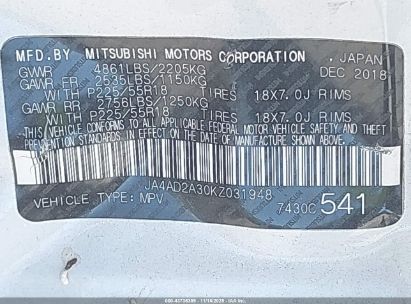 MFD.BY MITSUBISHI MOTORS CORPORATION , JAPAN
GVWR 4861LBS/2205KG DEC 2018
GAWR FR 2535LBS/1150KG
WITH P225/55R18 TIRES 18X7.0J RIMS
GAWR RR 2756LBS/1250KG
WITH P225/55R18 TIRES 18X7.0J RIMS
THIS VEHICLE CONFORMS TO ALL APPLICABLE FEDERAL MOTOR VEHICLE SAFETY AND THEFT
PREVENTION STANDARDS IN EFFECT ON THE DATE OF MANUFACTURE SHOWN ABOVE.
JA4AD2A30KZ031948
VEHICLE TYPE: MPV 7430C 541